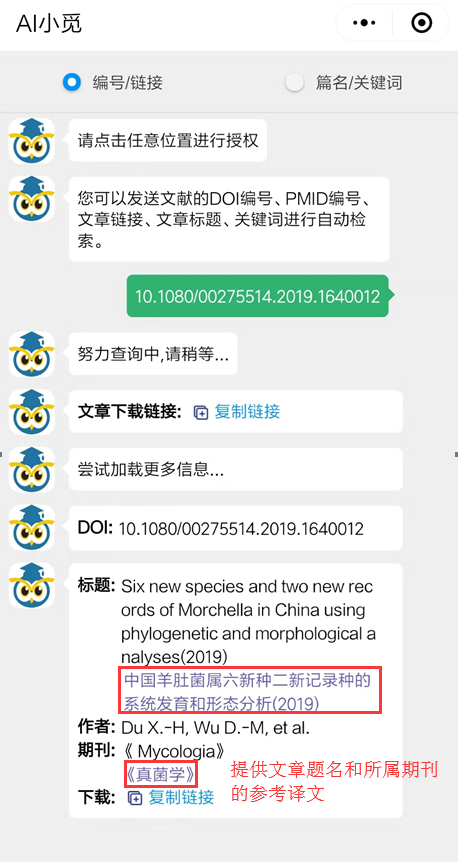 AI小觅
编号/链接 篇名/关键词
请点击任意位置进行授权
您可以发送文献的DOI编号、PMID编号、
文章链接、文章标题、关键词进行自动检
索。
10.1080/00275514.2019.1640012
努力查询中,请稍等...
文章下载链接: 复制链接
尝试加载更多信息...
DOI: 10.1080/00275514.2019.1640012
标题: Six new species and two new rec
ords of Morchella in China using
phylogenetic and morphological a
nalyses(2019)
中国羊肚菌属六新种二新记录种的
系统发育和形态分析(2019)
作者: Du X.-H, Wu D.-M, et al.
期刊: 《 Mycologia》
《真菌学》
提供文章题名和所属期刊
的参考译文
下载: 复制链接